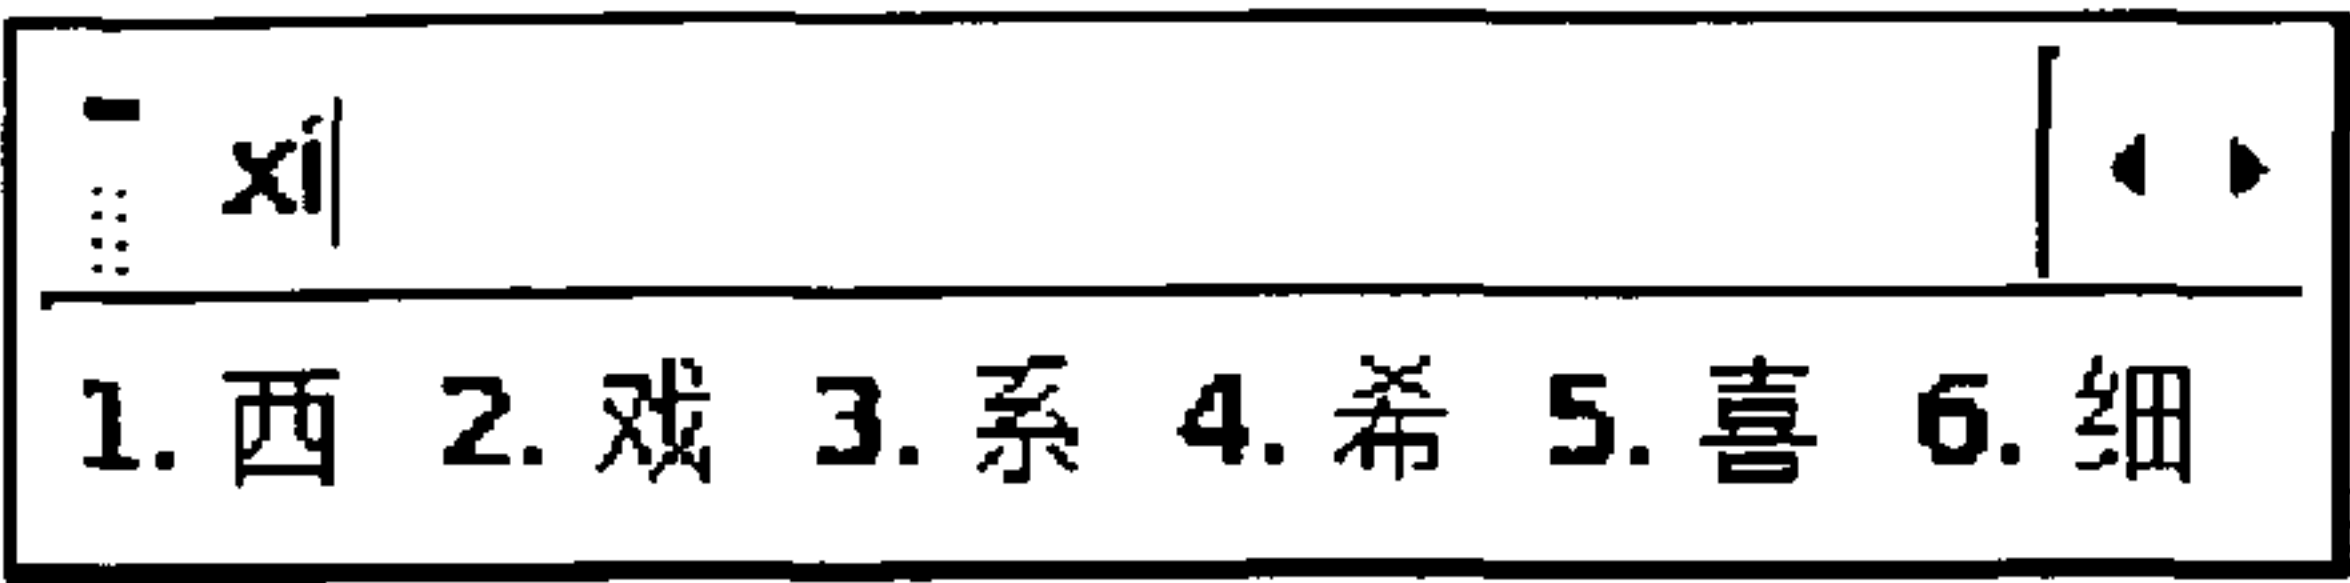 xi
1. 西 2. 戏 3. 系 4. 希 5. 喜 6. 细